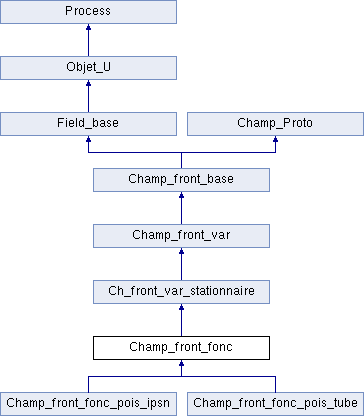 Process
Objet_U
Field_base
Champ_Proto
Champ_front_base
Champ_front_var
Ch_front_var_stationnaire
Champ_front_fonc
Champ_front_fonc_pois_ipsn
Champ_front_fonc_pois_tube